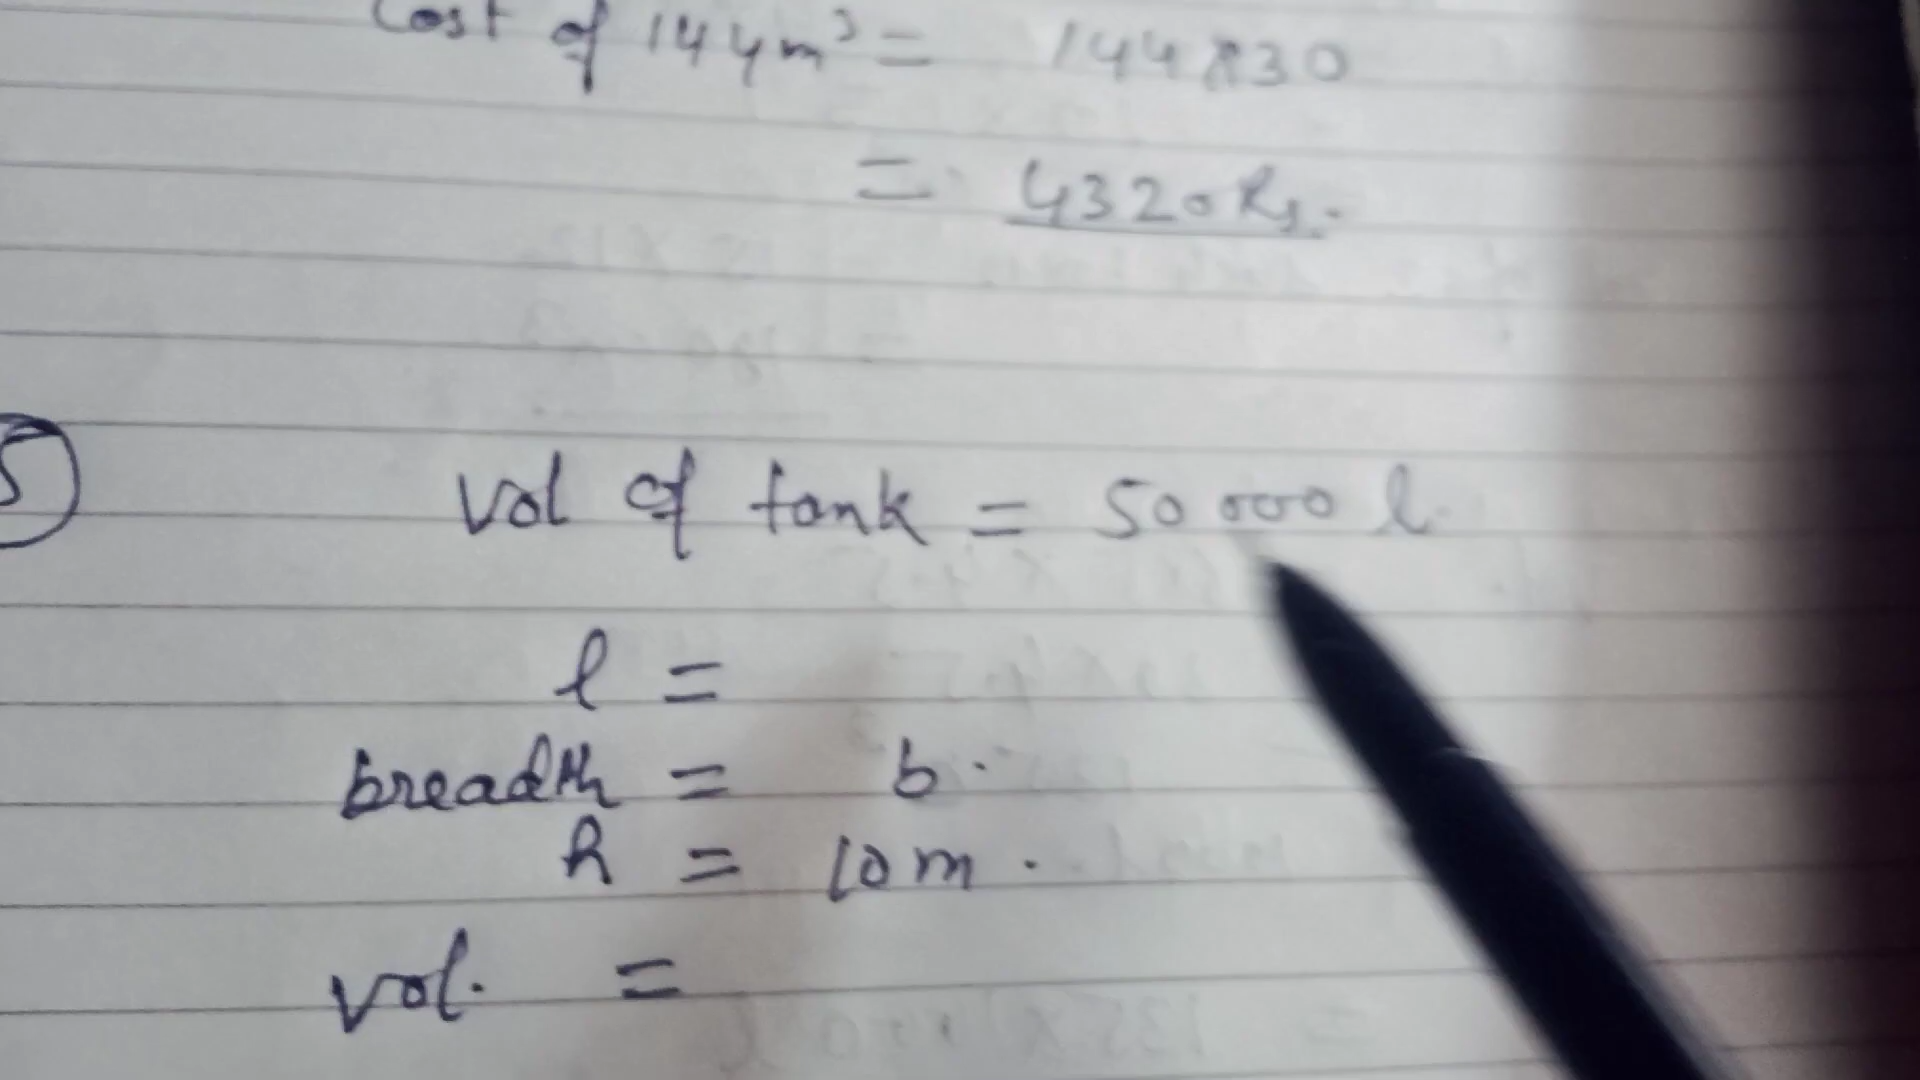 Cost of 144m³ = 144×30
= 4320 Rs.
5
Vol of tank = 50000 l.
l =
breadth = b.
h = 10m.
vol. =